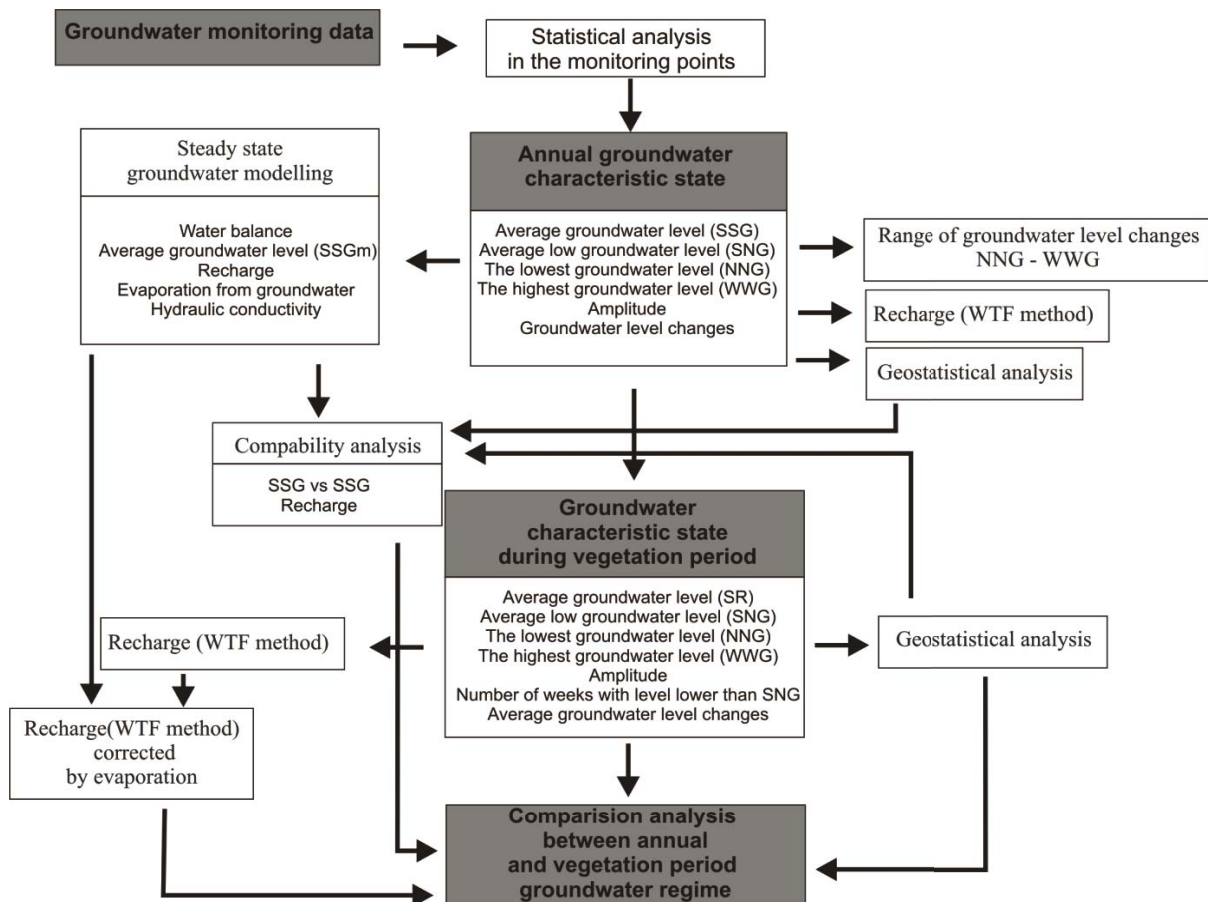 Groundwater monitoring data
Statistical analysis
in the monitoring points
Steady state
groundwater modelling
Water balance
Average groundwater level (SSGm)
Recharge
Evaporation from groundwater
Hydraulic conductivity
Annual groundwater
characteristic state
Average groundwater level (SSG)
Average low groundwater level (SNG)
The lowest groundwater level (NNG)
The highest groundwater level (WWG)
Amplitude
Groundwater level changes
Range of groundwater level changes
NNG - WWG
Recharge (WTF method)
Geostatistical analysis
Compability analysis
SSG vs SSG
Recharge
Groundwater
characteristic state
during vegetation period
Average groundwater level (SR)
Average low groundwater level (SNG)
The lowest groundwater level (NNG)
The highest groundwater level (WWG)
Amplitude
Number of weeks with level lower than SNG
Average groundwater level changes
Recharge (WTF method)
Geostatistical analysis
Recharge(WTF method)
corrected
by evaporation
Comparision analysis
between annual
and vegetation period
groundwater regime